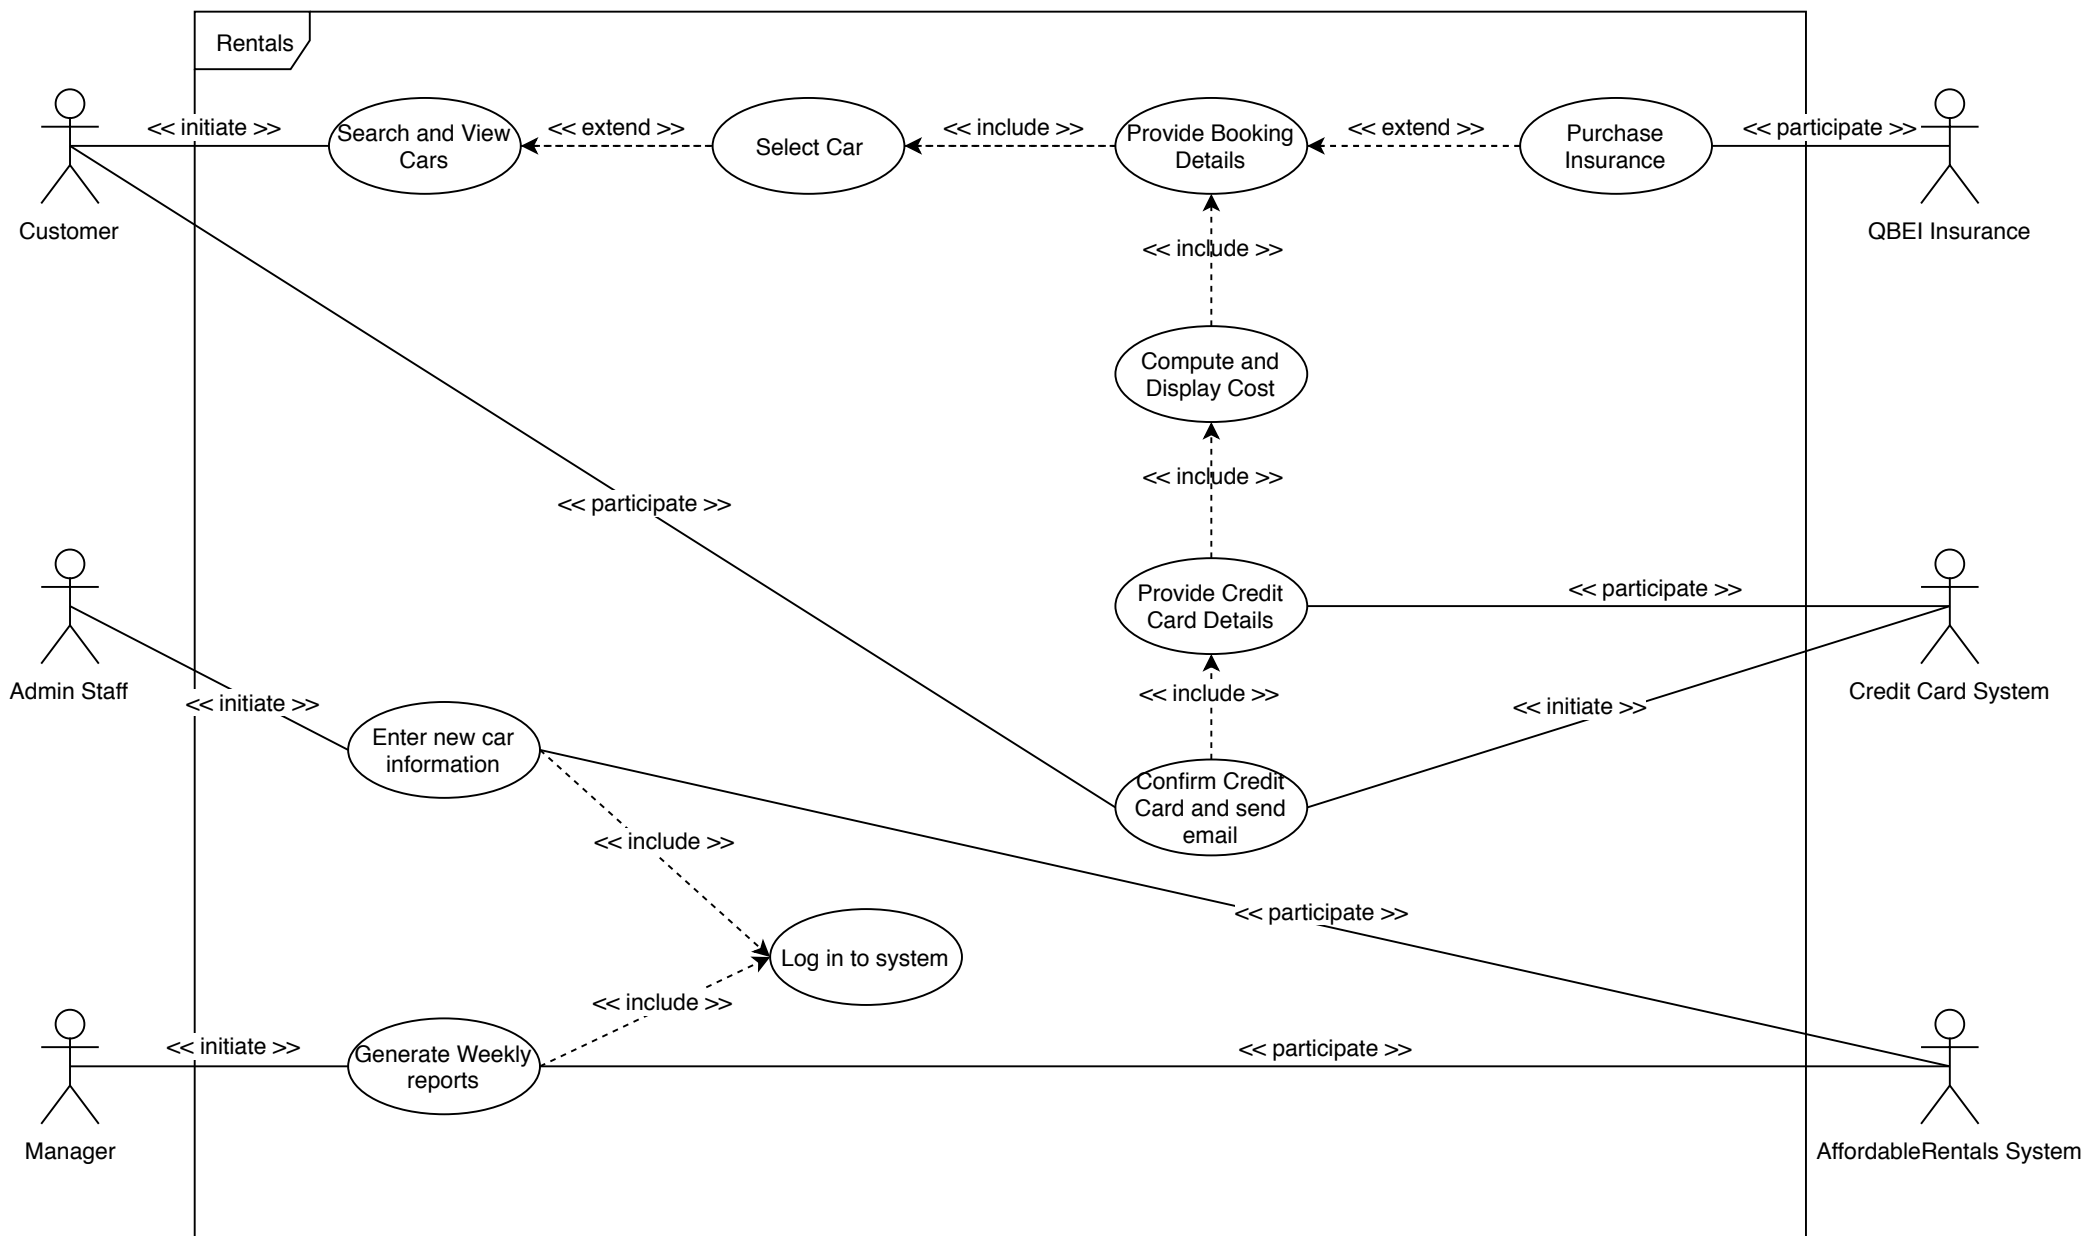 Rentals
<< initiate >>
Search and View
Cars
<< extend >>
Select Car
<< include >>
Provide Booking
Details
<< extend >>
Purchase
Insurance
<< participate >>
Customer
QBEI Insurance
<< include >>
Compute and
Display Cost
<< include >>
<< participate >>
Provide Credit
Card Details
<< participate >>
Admin Staff
Credit Card System
<< initiate >>
<< include >>
<< initiate >>
Enter new car
information
Confirm Credit
Card and send
email
<< include >>
<< participate >>
Log in to system
<< include >>
<< initiate >>
Generate Weekly
reports
<< participate >>
Manager
AffordableRentals System